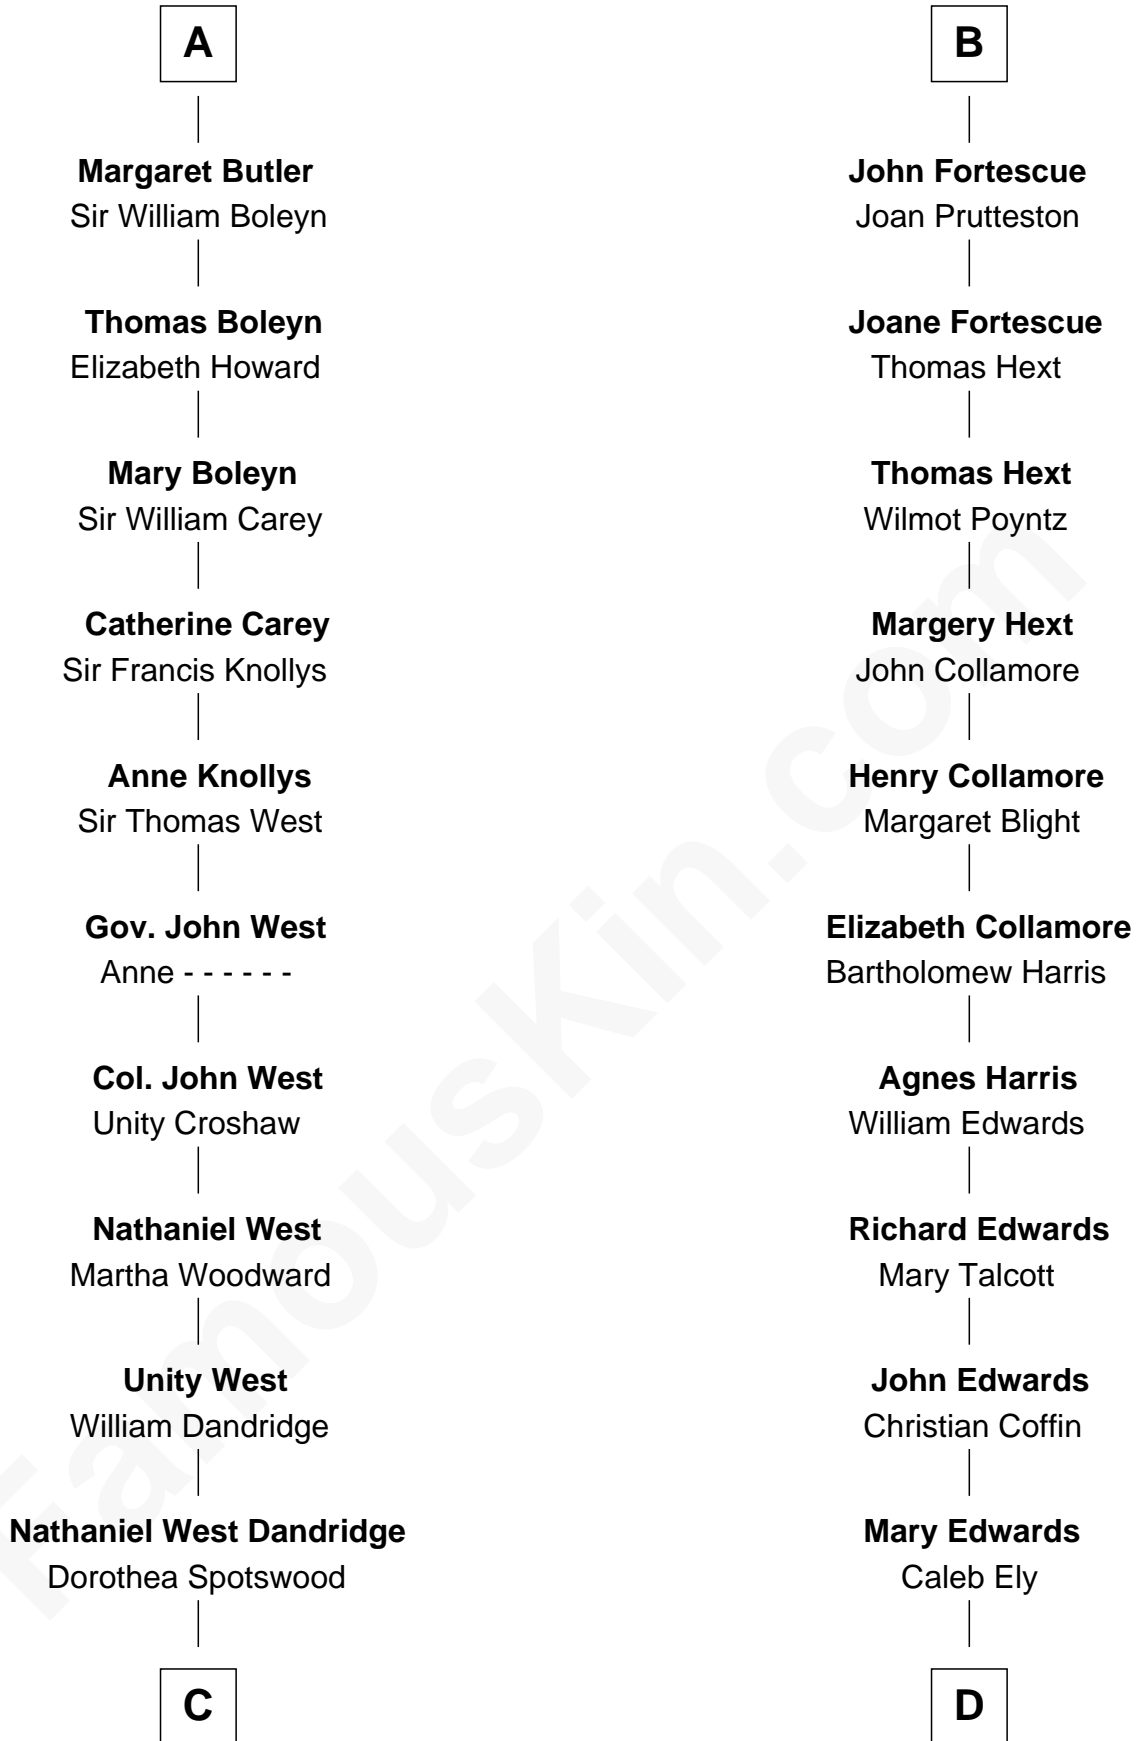 A
Margaret Butler
Sir William Boleyn
Thomas Boleyn
Elizabeth Howard
Mary Boleyn
Sir William Carey
Catherine Carey
Sir Francis Knollys
Anne Knollys
Sir Thomas West
Gov. John West
Anne - - - - - -
Col. John West
Unity Croshaw
Nathaniel West
Martha Woodward
Unity West
William Dandridge
Nathaniel West Dandridge
Dorothea Spotswood
C
B
John Fortescue
Joan Prutteston
Joane Fortescue
Thomas Hext
Thomas Hext
Wilmot Poyntz
Margery Hext
John Collamore
Henry Collamore
Margaret Blight
Elizabeth Collamore
Bartholomew Harris
Agnes Harris
William Edwards
Richard Edwards
Mary Talcott
John Edwards
Christian Coffin
Mary Edwards
Caleb Ely
D
FamousKin.com